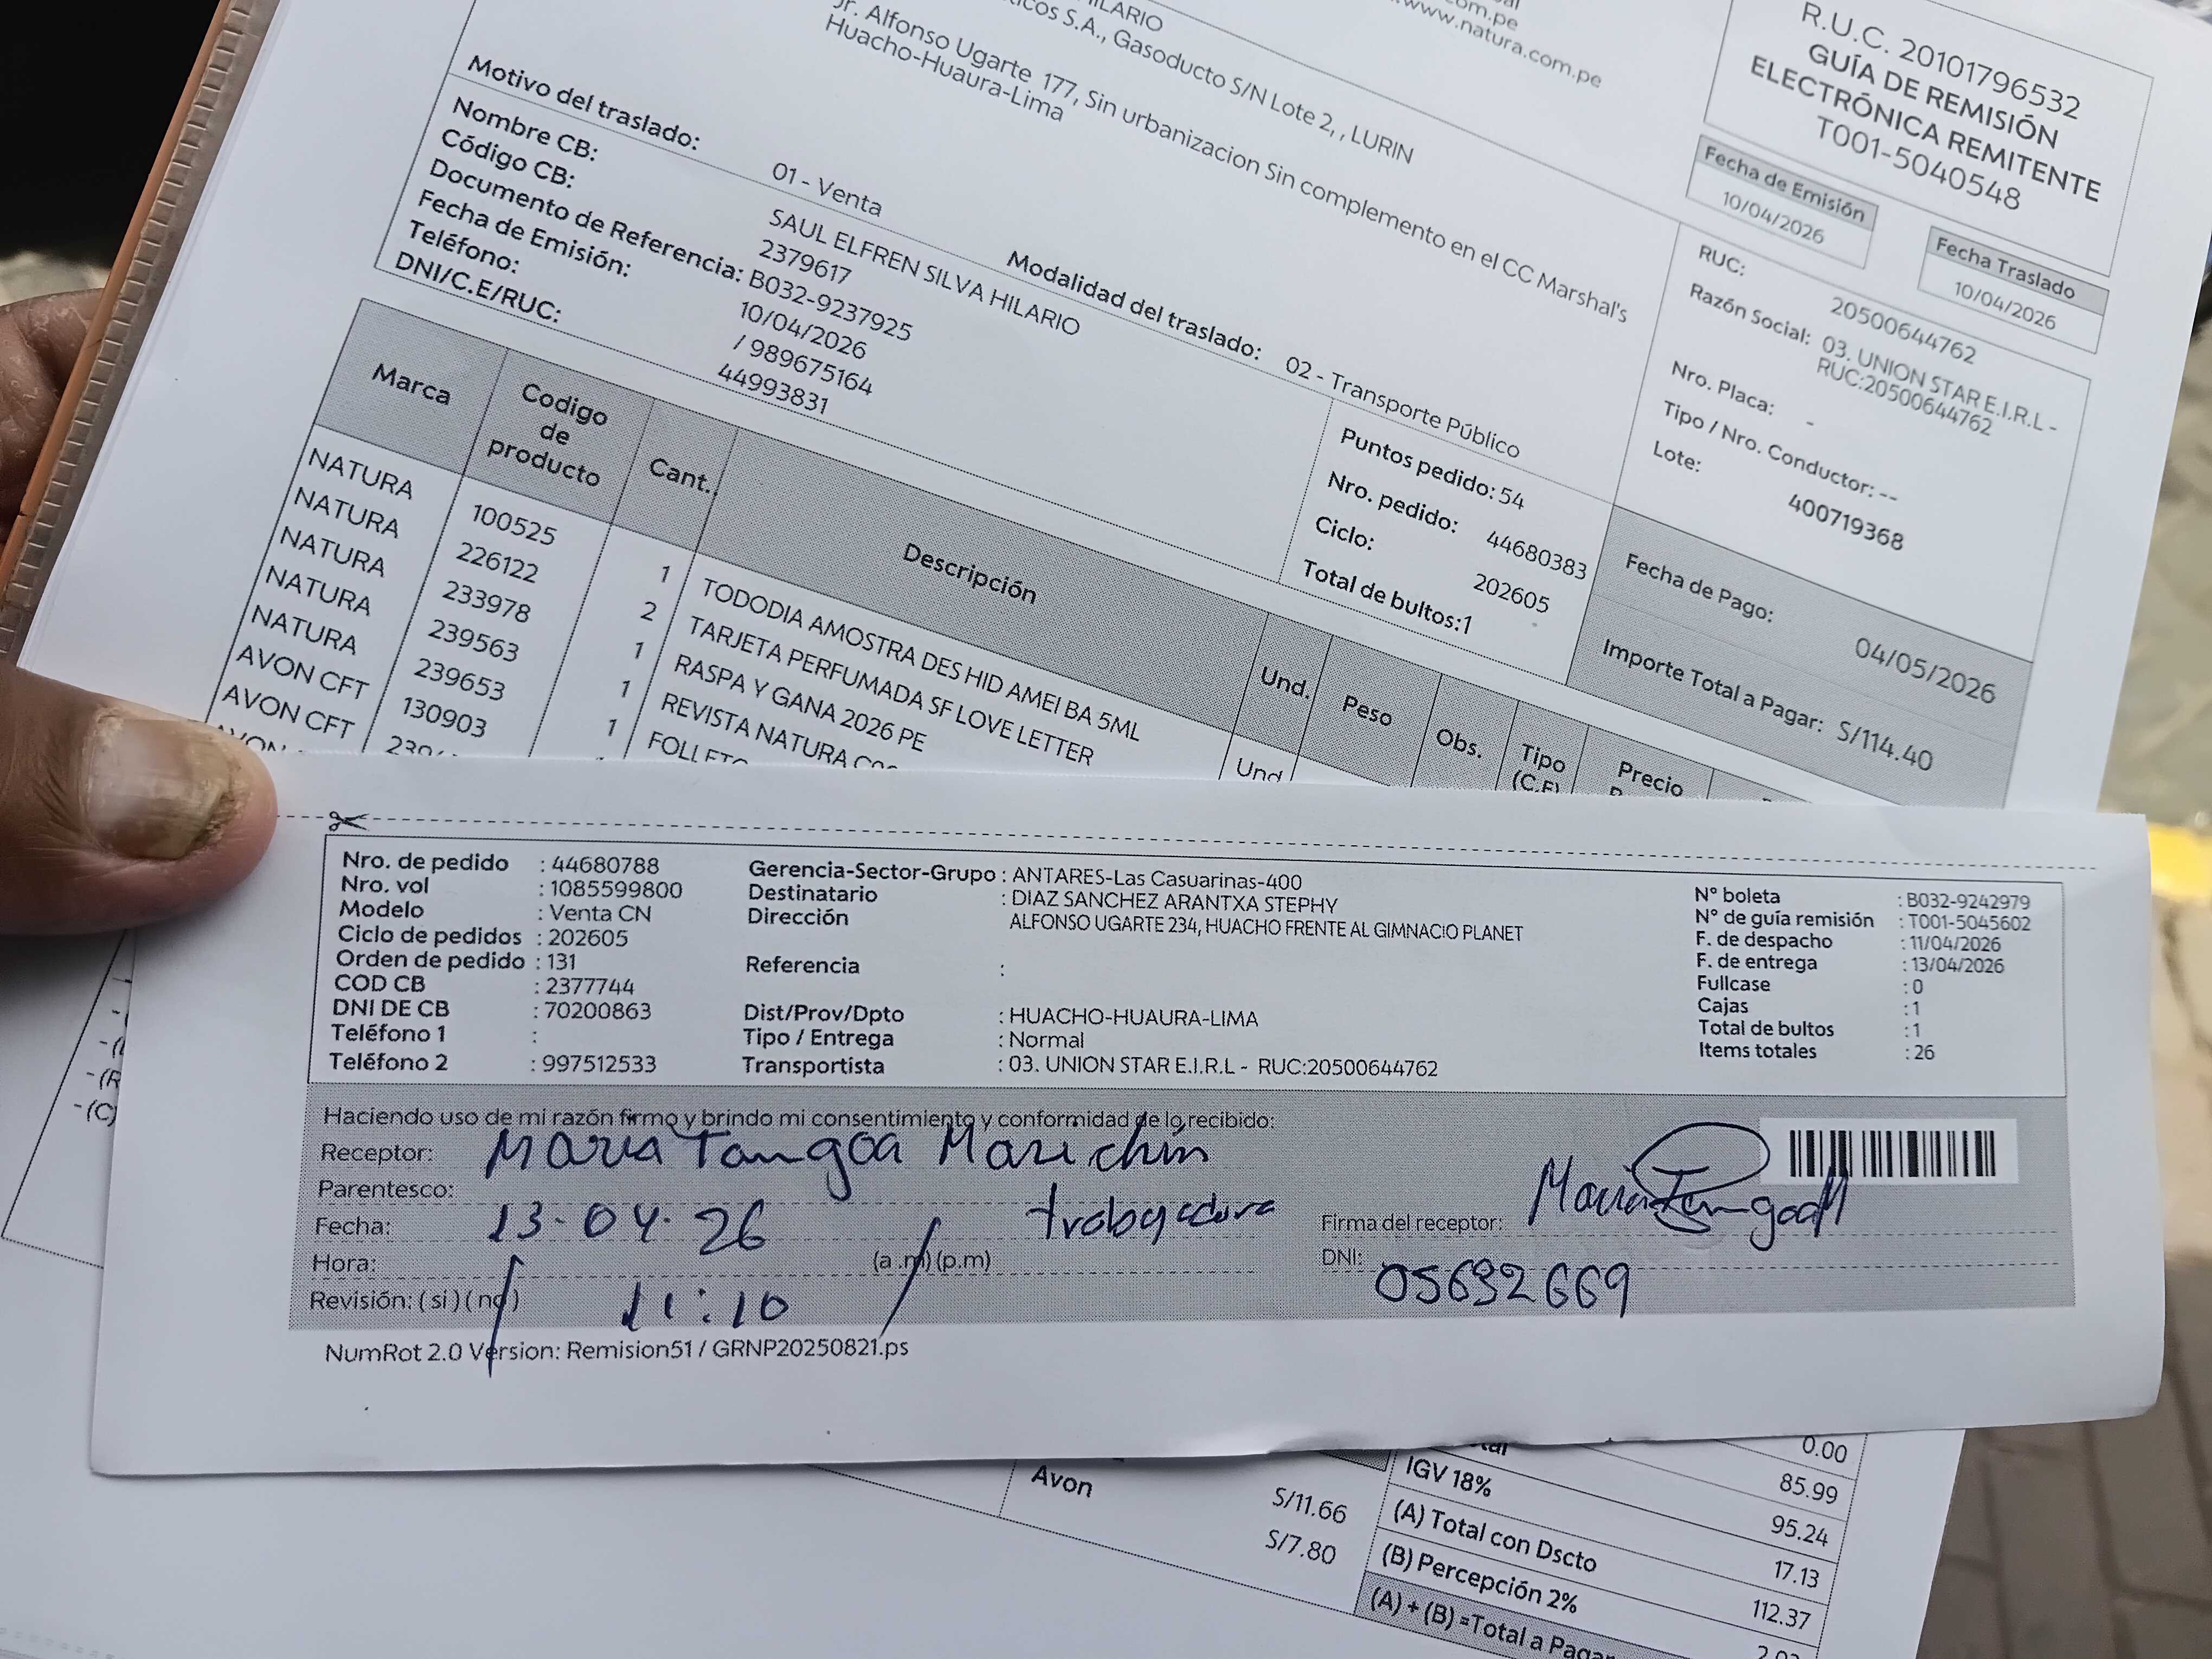 HILARIO
icos S.A., Gasoducto S/N Lote 2, , LURIN
Jr. Alfonso Ugarte 177, Sin urbanizacion Sin complemento en el CC Marshal's
Huacho-Huaura-Lima
com.pe
www.natura.com.pe
R.U.C. 20101796532
GUÍA DE REMISIÓN
ELECTRÓNICA REMITENTE
T001-5040548
Fecha de Emisión
10/04/2026
Fecha Traslado
10/04/2026
Motivo del traslado: 01 - Venta
Modalidad del traslado: 02 - Transporte Público
Nombre CB: SAUL ELFREN SILVA HILARIO
Código CB: 2379617
Documento de Referencia: B032-9237925
Fecha de Emisión: 10/04/2026
Teléfono: / 989675164
DNI/C.E/RUC: 44993831
Puntos pedido: 54
Nro. pedido: 44680383
Ciclo: 202605
Total de bultos:1
RUC: 20500644762
Razón Social: 03. UNION STAR E.I.R.L -
RUC:20500644762
Nro. Placa: -
Tipo / Nro. Conductor: --
Lote: 400719368
Fecha de Pago: 04/05/2026
Importe Total a Pagar: S/114.40
Marca Codigo de producto Cant. Descripción Und. Peso Obs. Tipo (C.F) Precio
NATURA 100525 1 TODODIA AMOSTRA DES HID AMEI BA 5ML Und
NATURA 226122 2 TARJETA PERFUMADA SF LOVE LETTER
NATURA 233978 1 RASPA Y GANA 2026 PE
NATURA 239563 1 REVISTA NATURA
NATURA 239653 1 FOLLETO
AVON CFT 130903
AVON CFT
Nro. de pedido : 44680788
Nro. vol : 1085599800
Modelo : Venta CN
Ciclo de pedidos : 202605
Orden de pedido : 131
COD CB : 2377744
DNI DE CB : 70200863
Teléfono 1 :
Teléfono 2 : 997512533
Gerencia-Sector-Grupo : ANTARES-Las Casuarinas-400
Destinatario : DIAZ SANCHEZ ARANTXA STEPHY
Dirección ALFONSO UGARTE 234, HUACHO FRENTE AL GIMNACIO PLANET
Referencia :
Dist/Prov/Dpto : HUACHO-HUAURA-LIMA
Tipo / Entrega : Normal
Transportista : 03. UNION STAR E.I.R.L - RUC:20500644762
N° boleta : B032-9242979
N° de guía remisión : T001-5045602
F. de despacho : 11/04/2026
F. de entrega : 13/04/2026
Fullcase : 0
Cajas : 1
Total de bultos : 1
Items totales : 26
Haciendo uso de mi razón firmo y brindo mi consentimiento y conformidad de lo recibido:
Receptor: Maria Tangoa Marichin
Parentesco: trabajadora
Fecha: 13-04-26
Hora: 11:10 (a .m) (p.m)
Revisión: ( si ) ( no )
Firma del receptor: Maria Tangoa M
DNI: 05632669
NumRot 2.0 Version: Remision51 / GRNP20250821.ps
-(R
-(C)
Avon
S/11.66
S/7.80
0.00
85.99
IGV 18% 95.24
(A) Total con Dscto 17.13
(B) Percepción 2% 112.37
(A) + (B) =Total a Pagar